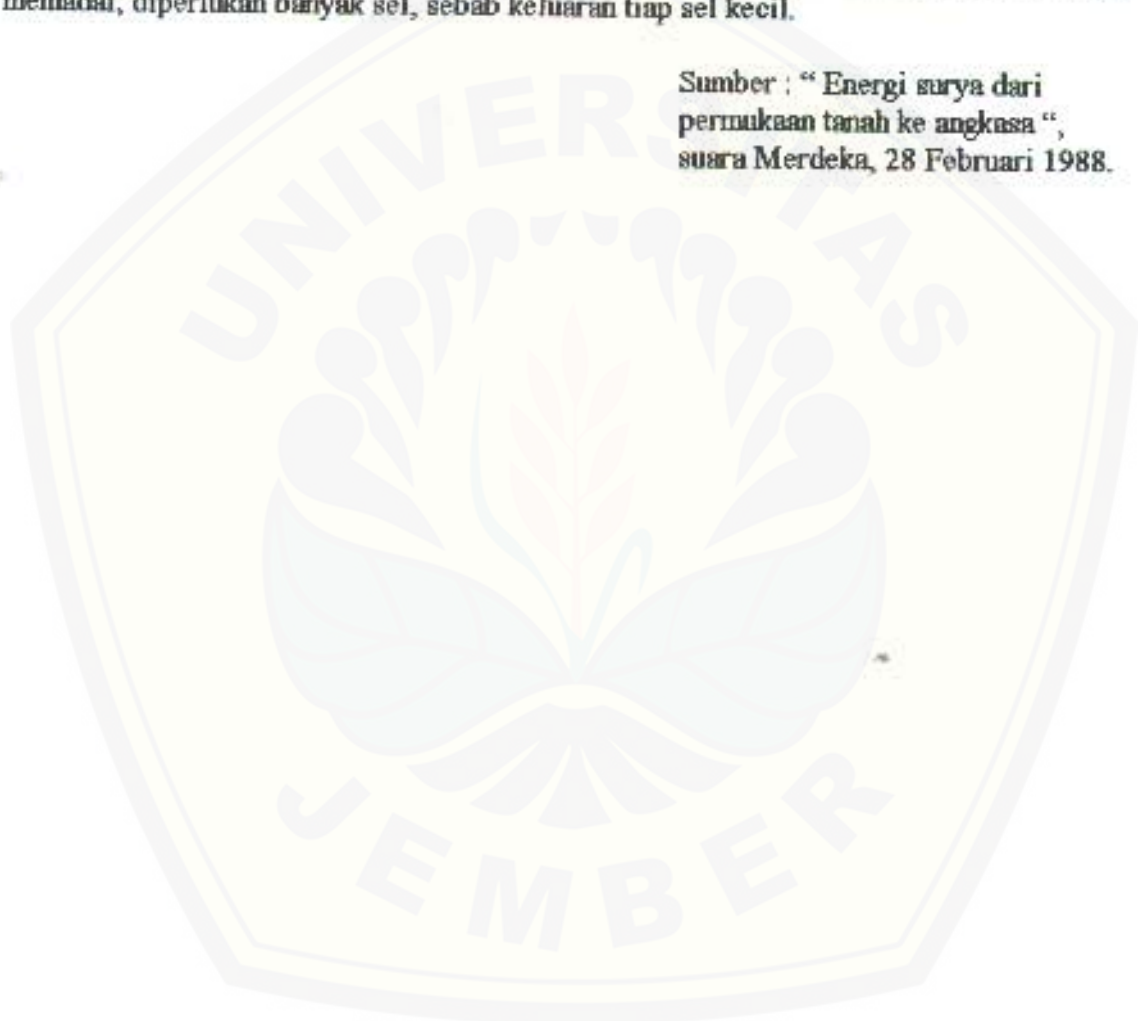 memadai, diperlukan banyak sel, sebab keluaran tiap sel kecil.
Sumber : “ Energi surya dari
permukaan tanah ke angkasa “,
suara Merdeka, 28 Februari 1988.
UNIVERSITAS
JEMBER